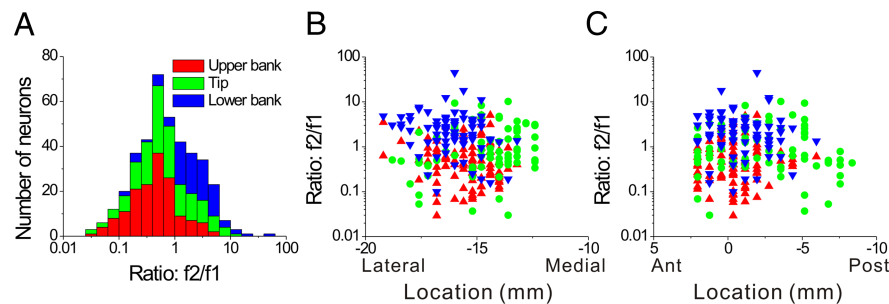 A
B
C
80
60
40
20
0
Number of neurons
Upper bank
Tip
Lower bank
0.01 0.1 1 10 100
Ratio: f2/f1
100
10
1
0.1
0.01
Ratio: f2/f1
-20 -15 -10
Lateral Medial
Location (mm)
100
10
1
0.1
0.01
Ratio: f2/f1
5 0 -5 -10
Ant Post
Location (mm)